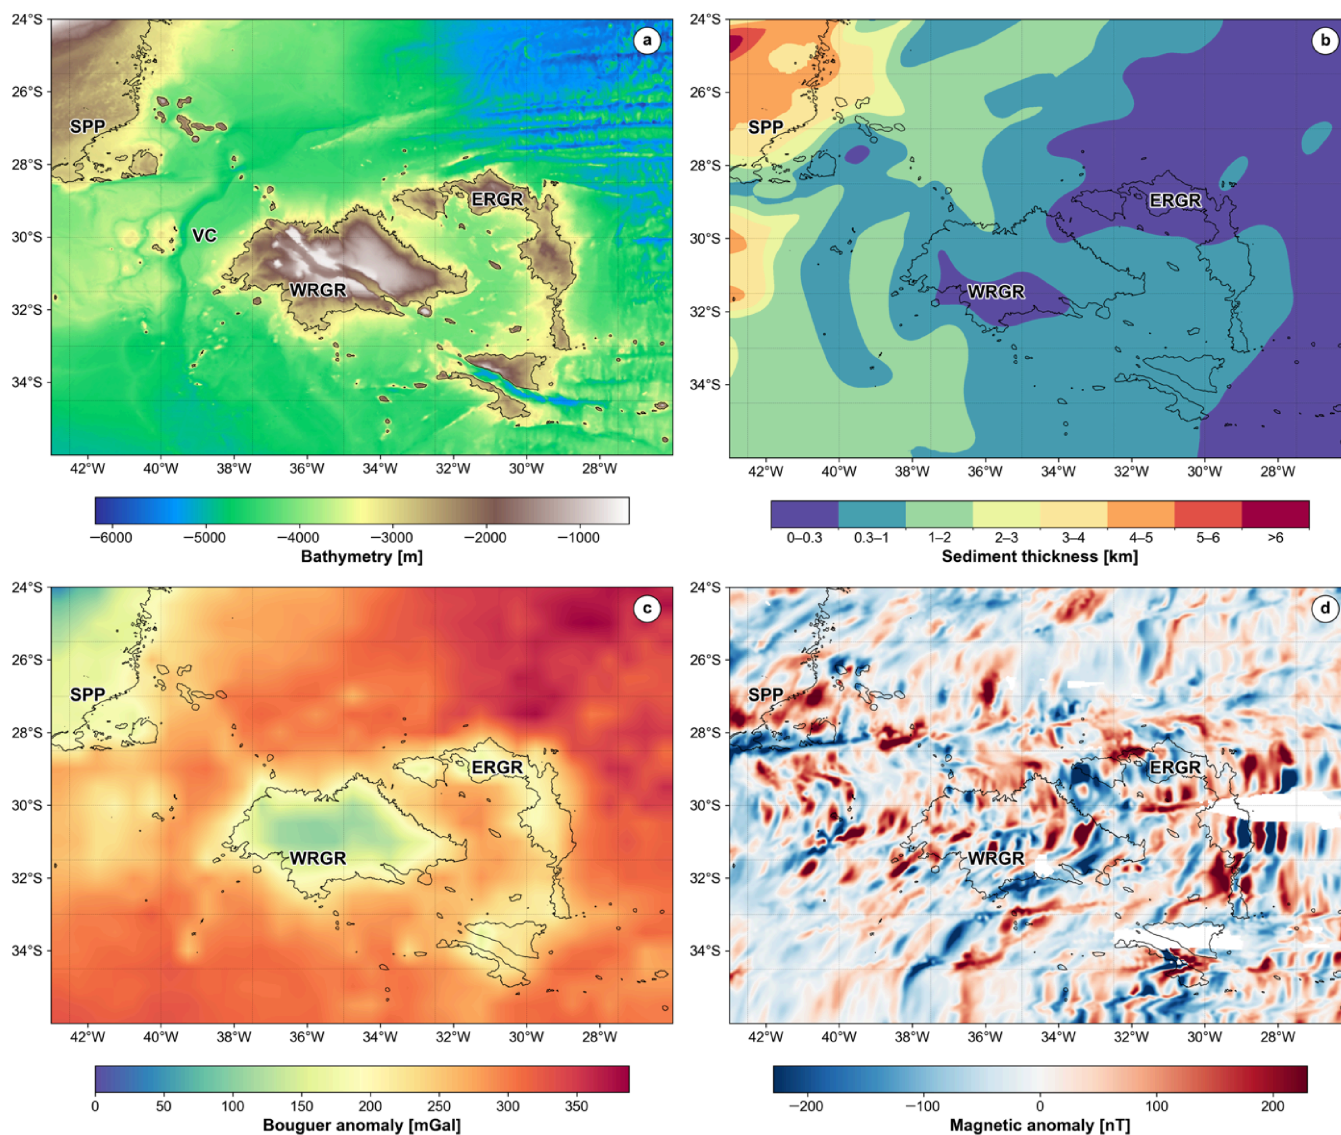 a
24°S
26°S
28°S
30°S
32°S
34°S
SPP
VC
WRGR
ERGR
42°W 40°W 38°W 36°W 34°W 32°W 30°W 28°W
−6000 −5000 −4000 −3000 −2000 −1000
Bathymetry [m]
b
24°S
26°S
28°S
30°S
32°S
34°S
SPP
ERGR
WRGR
42°W 40°W 38°W 36°W 34°W 32°W 30°W 28°W
0–0.3 0.3–1 1–2 2–3 3–4 4–5 5–6 >6
Sediment thickness [km]
c
24°S
26°S
28°S
30°S
32°S
34°S
SPP
ERGR
WRGR
42°W 40°W 38°W 36°W 34°W 32°W 30°W 28°W
0 50 100 150 200 250 300 350
Bouguer anomaly [mGal]
d
24°S
26°S
28°S
30°S
32°S
34°S
SPP
ERGR
WRGR
42°W 40°W 38°W 36°W 34°W 32°W 30°W 28°W
−200 −100 0 100 200
Magnetic anomaly [nT]